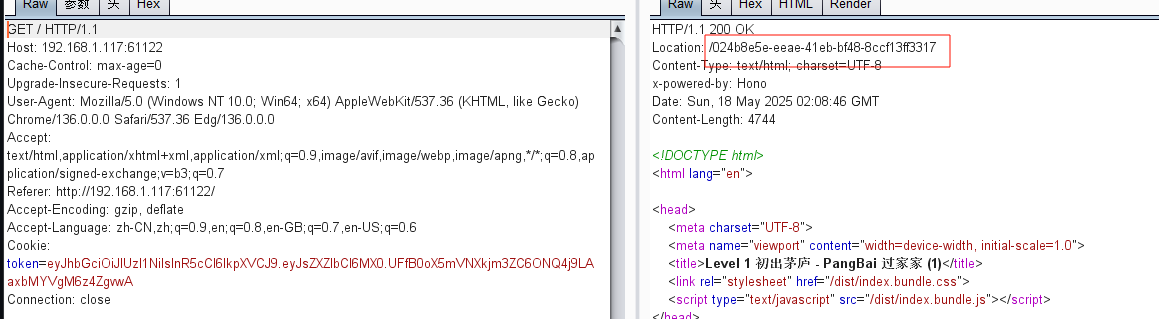 Raw 参数 头 Hex
GET / HTTP/1.1
Host: 192.168.1.117:61122
Cache-Control: max-age=0
Upgrade-Insecure-Requests: 1
User-Agent: Mozilla/5.0 (Windows NT 10.0; Win64; x64) AppleWebKit/537.36 (KHTML, like Gecko)
Chrome/136.0.0.0 Safari/537.36 Edg/136.0.0.0
Accept:
text/html,application/xhtml+xml,application/xml;q=0.9,image/avif,image/webp,image/apng,*/*;q=0.8,ap
plication/signed-exchange;v=b3;q=0.7
Referer: http://192.168.1.117:61122/
Accept-Encoding: gzip, deflate
Accept-Language: zh-CN,zh;q=0.9,en;q=0.8,en-GB;q=0.7,en-US;q=0.6
Cookie:
token=eyJhbGciOiJIUzI1NiIsInR5cCI6IkpXVCJ9.eyJsZXZlbCI6MX0.UFfB0oX5mVNXkjm3ZC6ONQ4j9LA
axbMYVgM6z4ZgwwA
Connection: close
Raw 头 Hex HTML Render
HTTP/1.1 200 OK
Location: /024b8e5e-eeae-41eb-bf48-8ccf13ff3317
Content-Type: text/html; charset=UTF-8
x-powered-by: Hono
Date: Sun, 18 May 2025 02:08:46 GMT
Content-Length: 4744
<!DOCTYPE html>
<html lang="en">
<head>
<meta charset="UTF-8">
<meta name="viewport" content="width=device-width, initial-scale=1.0">
<title>Level 1 初出茅庐 - PangBai 过家家 (1)</title>
<link rel="stylesheet" href="/dist/index.bundle.css">
<script type="text/javascript" src="/dist/index.bundle.js"></script>
</head>